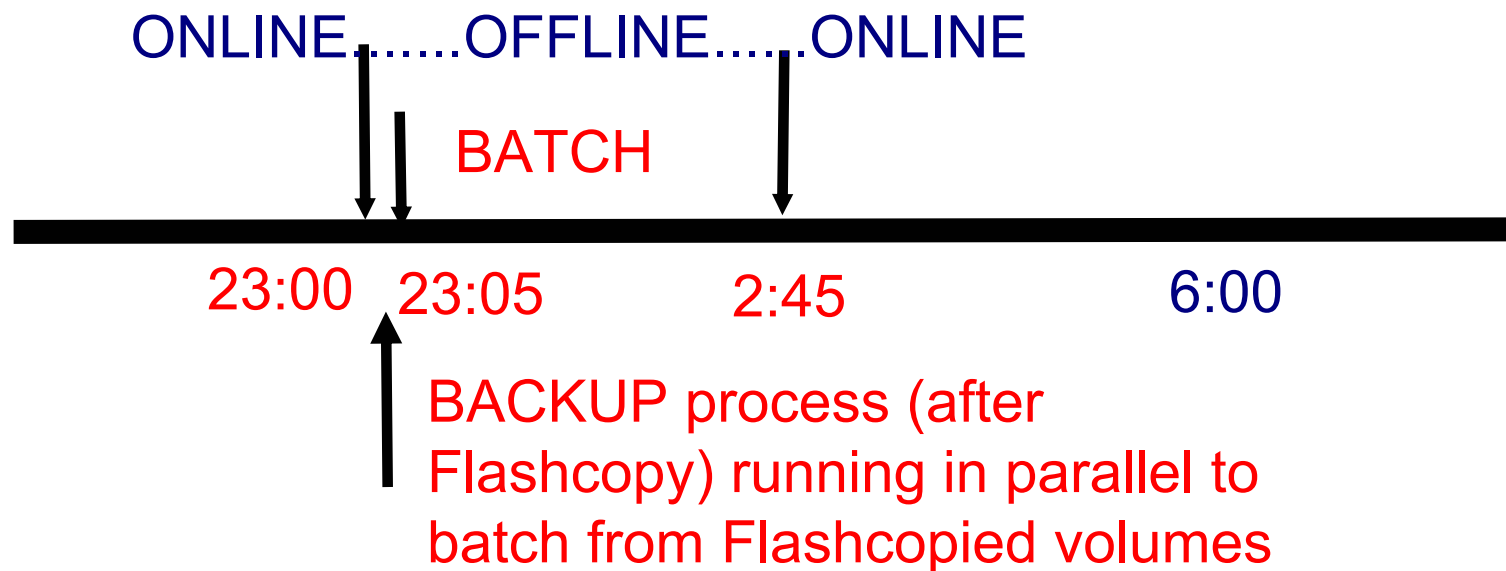 ONLINE.......OFFLINE......ONLINE
BATCH
23:00 23:05 2:45 6:00
BACKUP process (after
Flashcopy) running in parallel to
batch from Flashcopied volumes